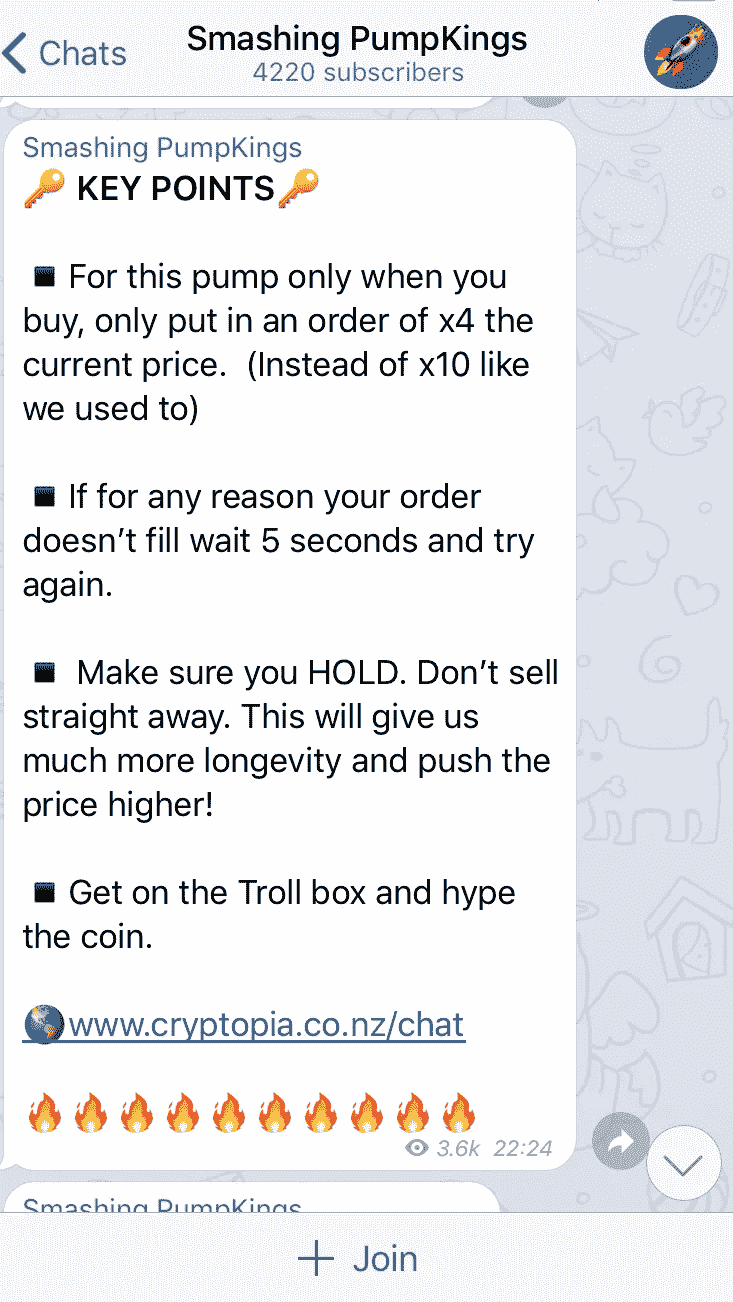 Chats
Smashing PumpKings
4220 subscribers
Smashing PumpKings
🔑 KEY POINTS🔑
◾ For this pump only when you
buy, only put in an order of x4 the
current price.  (Instead of x10 like
we used to)
◾ If for any reason your order
doesn’t fill wait 5 seconds and try
again.
◾  Make sure you HOLD. Don’t sell
straight away. This will give us
much more longevity and push the
price higher!
◾ Get on the Troll box and hype
the coin.
🌎www.cryptopia.co.nz/chat
🔥🔥🔥🔥🔥🔥🔥🔥🔥🔥
3.6k 22:24
Smashing PumpKings
Join